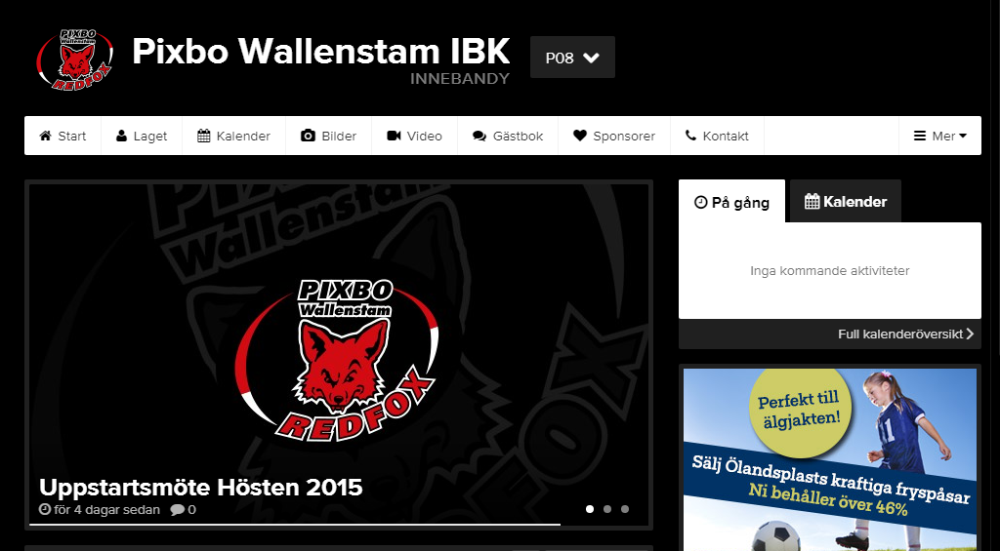 PIXBO
Wallenstam
REDFOX
Pixbo Wallenstam IBK
INNEBANDY
P08
Start
Laget
Kalender
Bilder
Video
Gästbok
Sponsorer
Kontakt
Mer
PIXBO
Wallenstam
REDFOX
Uppstartsmöte Hösten 2015
för 4 dagar sedan 0
På gång
Kalender
Inga kommande aktiviteter
Full kalenderöversikt
Perfekt till
älgjakten!
11
Sälj Ölandsplasts kraftiga fryspåsar
Ni behåller över 46%